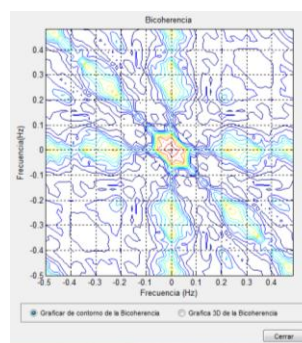 Bicoherencia
Frecuencia(Hz)
0.4
0.3
0.2
0.1
0
-0.1
-0.2
-0.3
-0.4
-0.5
-0.5 -0.4 -0.3 -0.2 -0.1 0 0.1 0.2 0.3 0.4
Frecuencia (Hz)
Graficar de contorno de la Bicoherencia Grafica 3D de la Bicoherencia
Cerrar